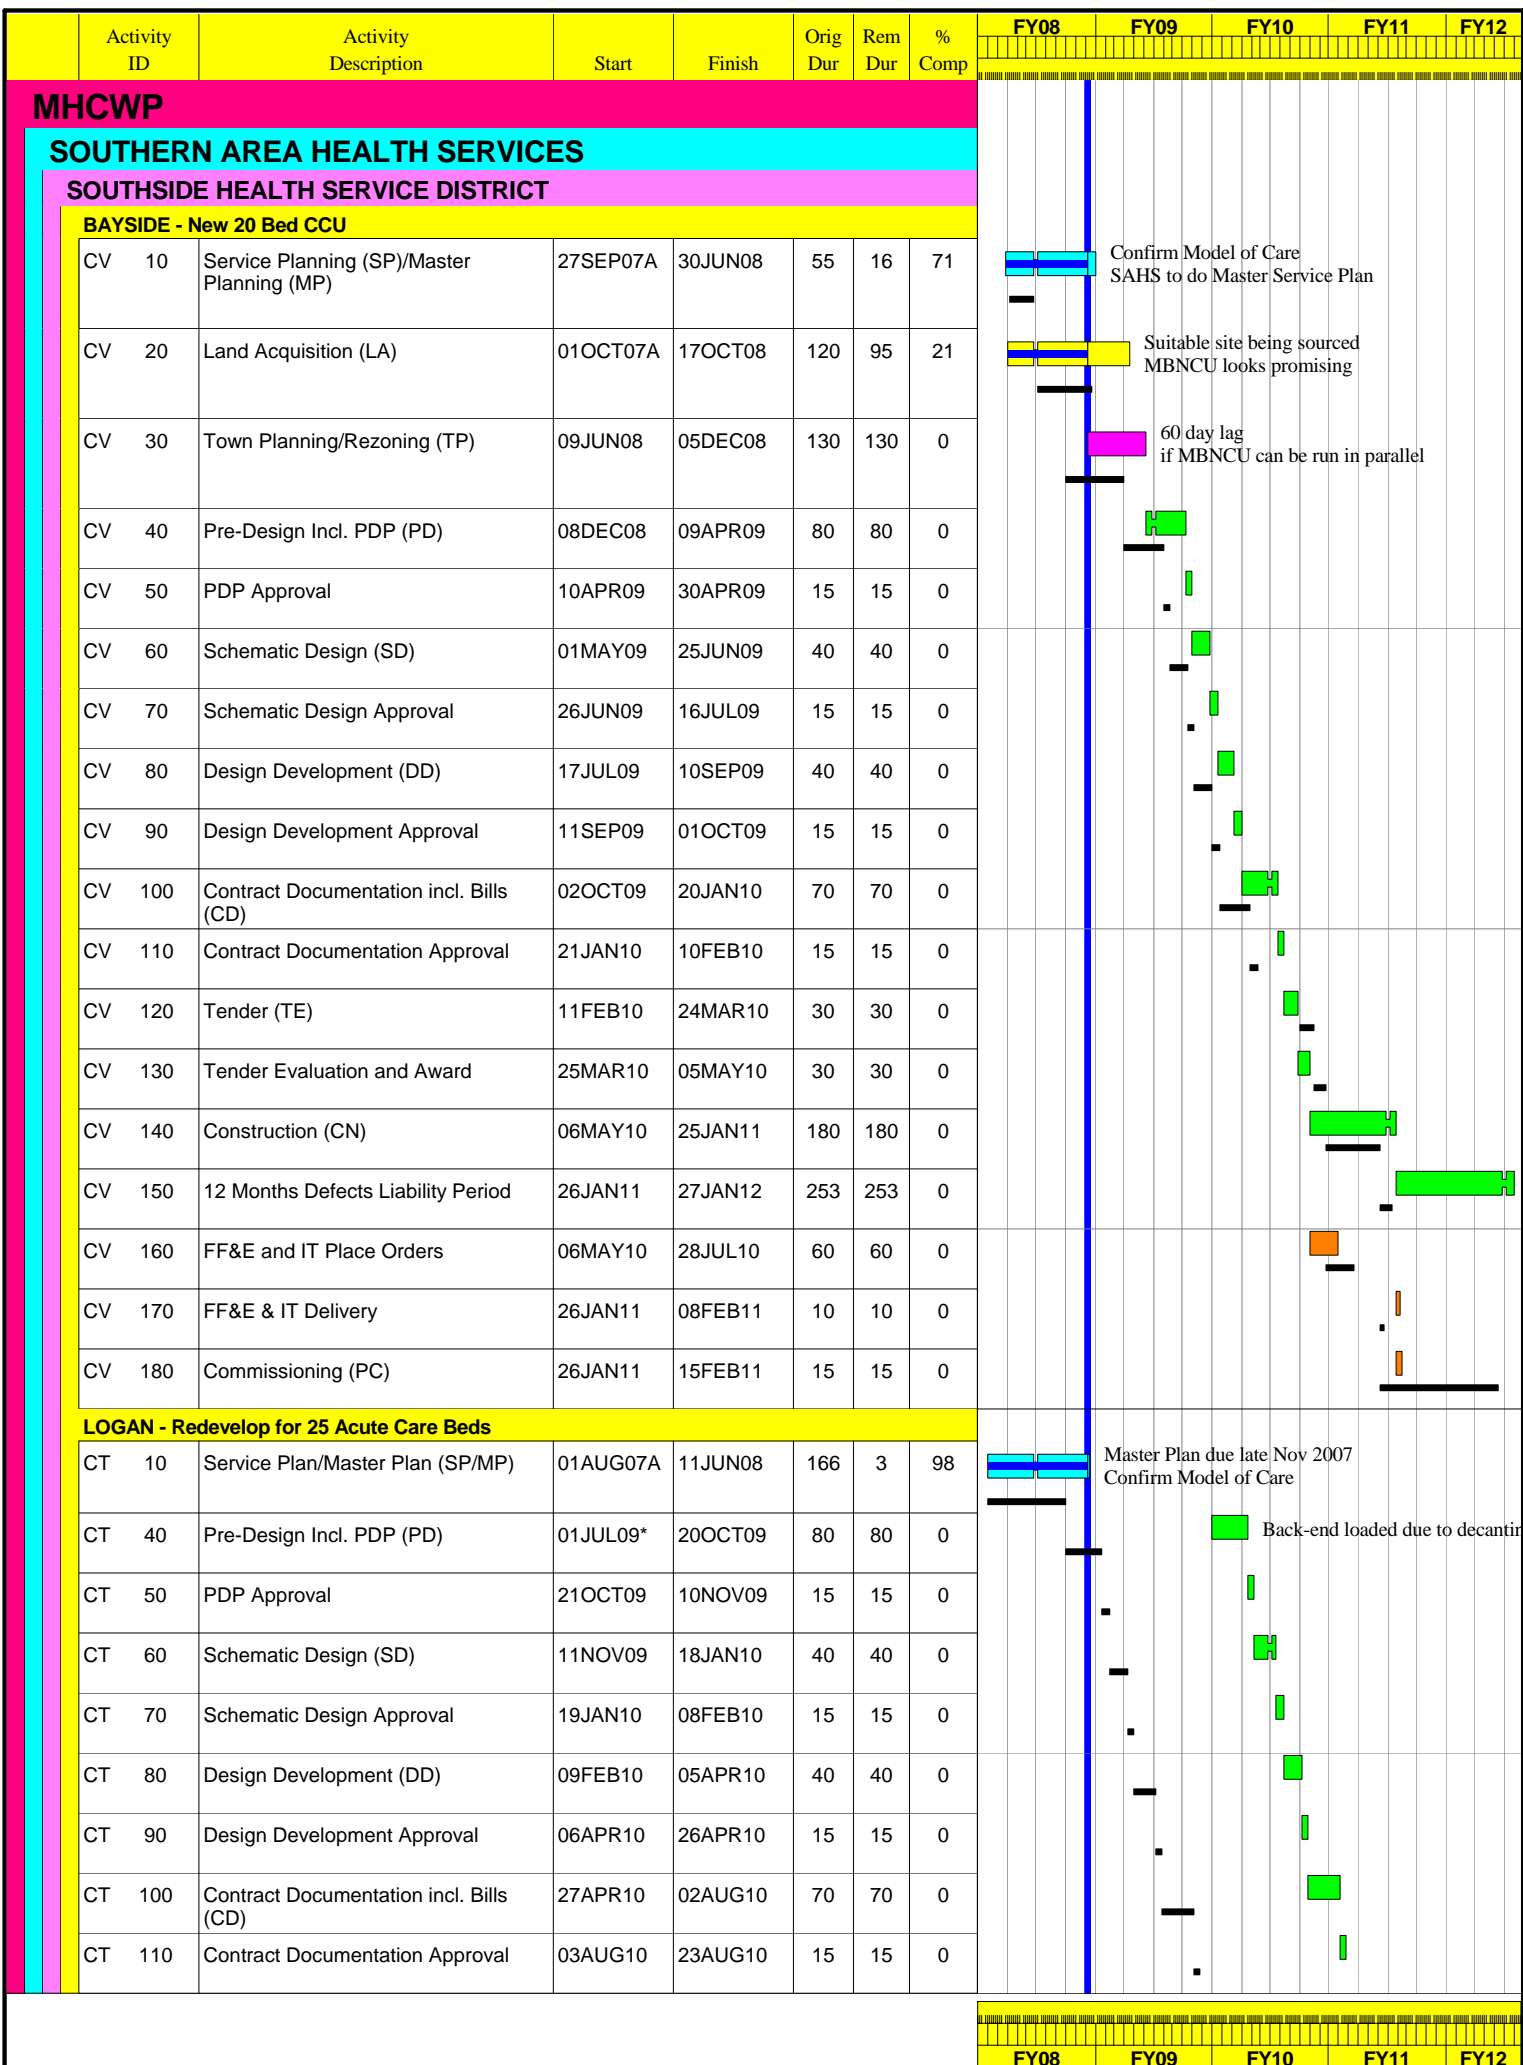 Activity ID Activity Description Start Finish Orig Dur Rem Dur % Comp FY08 FY09 FY10 FY11 FY12
MHCWP
SOUTHERN AREA HEALTH SERVICES
SOUTHSIDE HEALTH SERVICE DISTRICT
BAYSIDE - New 20 Bed CCU
CV 10 Service Planning (SP)/Master 27SEP07A 30JUN08 55 16 71 Confirm Model of Care
Planning (MP) SAHS to do Master Service Plan
CV 20 Land Acquisition (LA) 01OCT07A 17OCT08 120 95 21 Suitable site being sourced
MBNCU looks promising
CV 30 Town Planning/Rezoning (TP) 09JUN08 05DEC08 130 130 0 60 day lag
if MBNCU can be run in parallel
CV 40 Pre-Design Incl. PDP (PD) 08DEC08 09APR09 80 80 0
CV 50 PDP Approval 10APR09 30APR09 15 15 0
CV 60 Schematic Design (SD) 01MAY09 25JUN09 40 40 0
CV 70 Schematic Design Approval 26JUN09 16JUL09 15 15 0
CV 80 Design Development (DD) 17JUL09 10SEP09 40 40 0
CV 90 Design Development Approval 11SEP09 01OCT09 15 15 0
CV 100 Contract Documentation incl. Bills 02OCT09 20JAN10 70 70 0
(CD)
CV 110 Contract Documentation Approval 21JAN10 10FEB10 15 15 0
CV 120 Tender (TE) 11FEB10 24MAR10 30 30 0
CV 130 Tender Evaluation and Award 25MAR10 05MAY10 30 30 0
CV 140 Construction (CN) 06MAY10 25JAN11 180 180 0
CV 150 12 Months Defects Liability Period 26JAN11 27JAN12 253 253 0
CV 160 FF&E and IT Place Orders 06MAY10 28JUL10 60 60 0
CV 170 FF&E & IT Delivery 26JAN11 08FEB11 10 10 0
CV 180 Commissioning (PC) 26JAN11 15FEB11 15 15 0
LOGAN - Redevelop for 25 Acute Care Beds
CT 10 Service Plan/Master Plan (SP/MP) 01AUG07A 11JUN08 166 3 98 Master Plan due late Nov 2007
Confirm Model of Care
CT 40 Pre-Design Incl. PDP (PD) 01JUL09* 20OCT09 80 80 0 Back-end loaded due to decantin
CT 50 PDP Approval 21OCT09 10NOV09 15 15 0
CT 60 Schematic Design (SD) 11NOV09 18JAN10 40 40 0
CT 70 Schematic Design Approval 19JAN10 08FEB10 15 15 0
CT 80 Design Development (DD) 09FEB10 05APR10 40 40 0
CT 90 Design Development Approval 06APR10 26APR10 15 15 0
CT 100 Contract Documentation incl. Bills 27APR10 02AUG10 70 70 0
(CD)
CT 110 Contract Documentation Approval 03AUG10 23AUG10 15 15 0
FY08 FY09 FY10 FY11 FY12